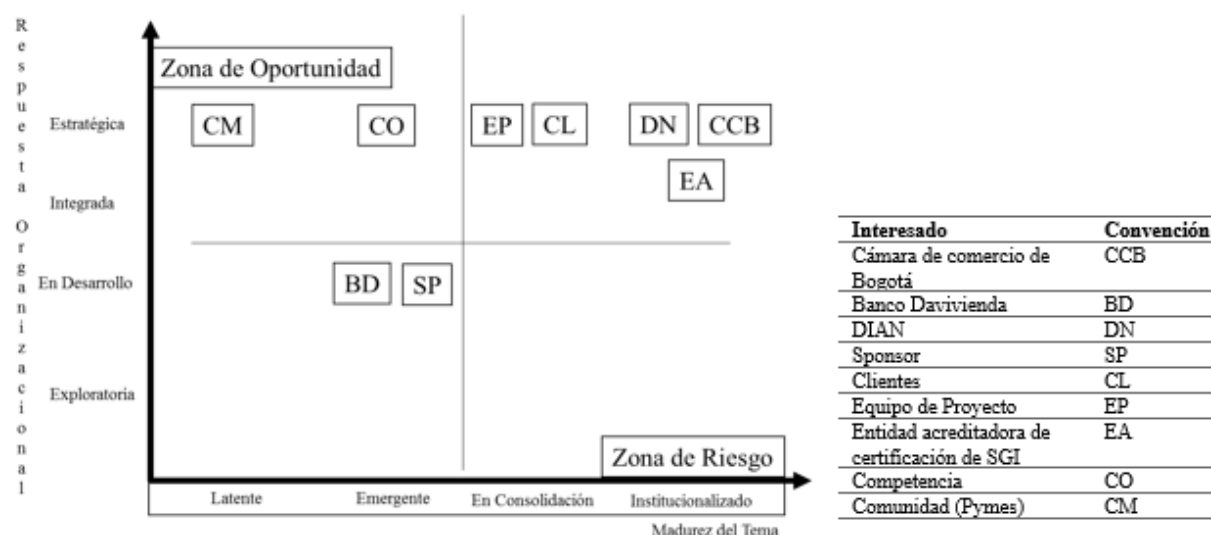 Respuesta Organizacional
Zona de Oportunidad
Estratégica
CM
CO
EP
CL
DN
CCB
EA
Integrada
En Desarrollo
BD
SP
Exploratoria
Zona de Riesgo
Latente
Emergente
En Consolidación
Institucionalizado
Madurez del Tema
Interesado Convención
Cámara de comercio de CCB
Bogotá
Banco Davivienda BD
DIAN DN
Sponsor SP
Clientes CL
Equipo de Proyecto EP
Entidad acreditadora de EA
certificación de SGI
Competencia CO
Comunidad (Pymes) CM